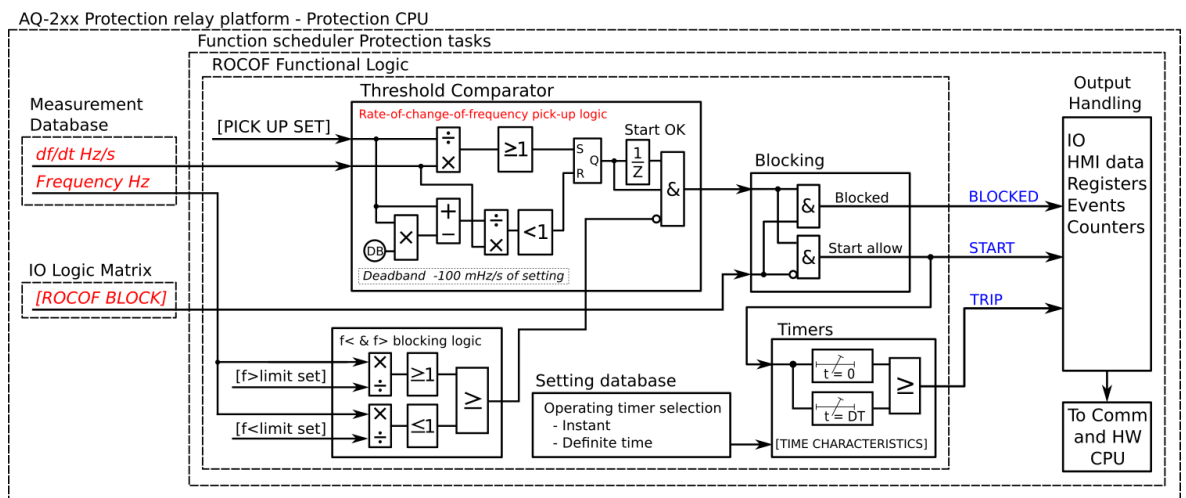 AQ-2xx Protection relay platform - Protection CPU
Function scheduler Protection tasks
ROCOF Functional Logic
Measurement
Database
df/dt Hz/s
Frequency Hz
IO Logic Matrix
[ROCOF BLOCK]
[PICK UP SET]
Threshold Comparator
Rate-of-change-of-frequency pick-up logic
÷
×
≥1
S
Q
R
Start OK
1
Z
&
+
−
÷
×
<1
×
DB
Deadband -100 mHz/s of setting
Blocking
&
Blocked
&
Start allow
BLOCKED
START
TRIP
Output
Handling
IO
HMI data
Registers
Events
Counters
f< & f> blocking logic
[f>limit set]
×
÷
≥1
[f<limit set]
×
÷
≤1
≥
Setting database
Operating timer selection
- Instant
- Definite time
Timers
t = 0
t = DT
≥
[TIME CHARACTERISTICS]
To Comm
and HW
CPU